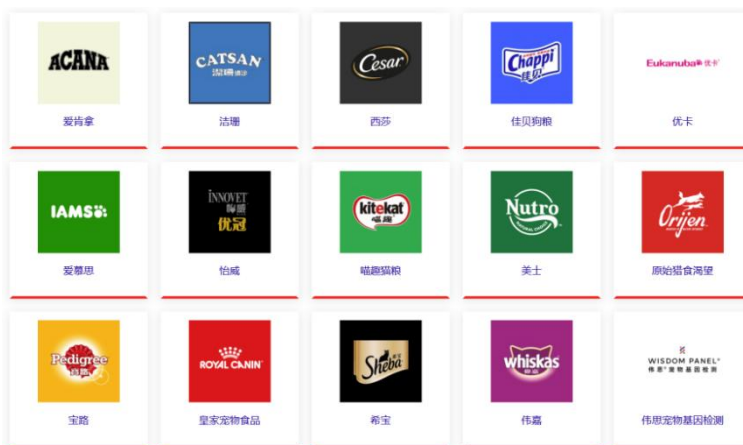 ACANA
CATSAN
洁珊
Cesar
Chappi
佳贝
Eukanuba 优卡
爱肯拿
洁珊
西莎
佳贝狗粮
优卡
IAMS
INNOVET
优冠
kitekat
喵趣
Nutro
Orijen
爱慕思
怡威
喵趣猫粮
美士
原始猎食渴望
Pedigree
宝路
ROYAL CANIN
Sheba
希宝
whiskas
伟嘉
WISDOM PANEL
伟思宠物基因检测
宝路
皇家宠物食品
希宝
伟嘉
伟思宠物基因检测